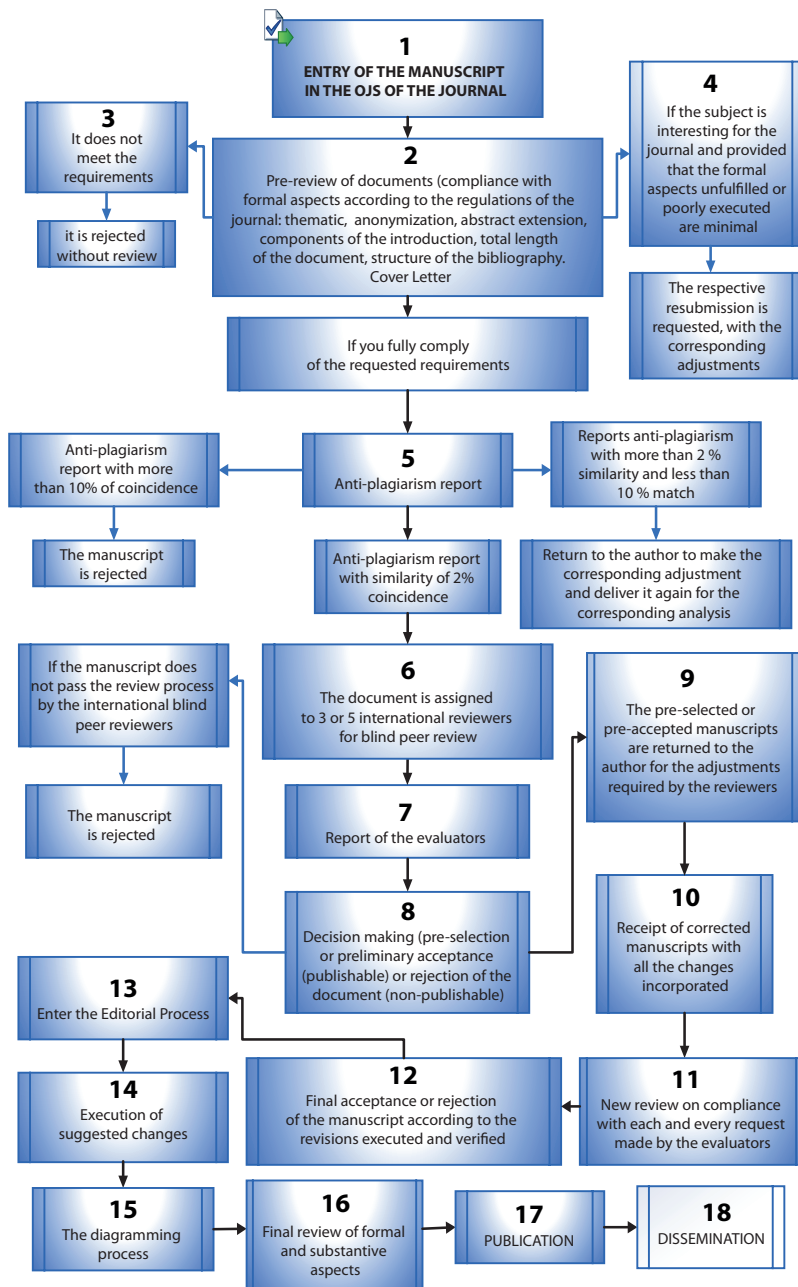 1
ENTRY OF THE MANUSCRIPT
IN THE OJS OF THE JOURNAL
2
Pre-review of documents (compliance with
formal aspects according to the regulations of the
journal: thematic, anonymization, abstract extension,
components of the introduction, total length
of the document, structure of the bibliography.
Cover Letter
3
It does not
meet the
requirements
it is rejected
without review
4
If the subject is
interesting for the
journal and provided
that the formal
aspects unfulfilled or
poorly executed
are minimal
The respective
resubmission is
requested, with the
corresponding
adjustments
If you fully comply
of the requested requirements
5
Anti-plagiarism report
Anti-plagiarism
report with more
than 10% of coincidence
The manuscript
is rejected
Reports anti-plagiarism
with more than 2 %
similarity and less than
10 % match
Return to the author to make the
corresponding adjustment
and deliver it again for the
corresponding analysis
Anti-plagiarism report
with similarity of 2%
coincidence
6
The document is assigned
to 3 or 5 international reviewers
for blind peer review
7
Report of the evaluators
8
Decision making (pre-selection
or preliminary acceptance
(publishable) or rejection of the
document (non-publishable)
If the manuscript does
not pass the review process
by the international blind
peer reviewers
The manuscript
is rejected
9
The pre-selected or
pre-accepted manuscripts
are returned to the
author for the adjustments
required by the reviewers
10
Receipt of corrected
manuscripts with
all the changes
incorporated
11
New review on compliance
with each and every request
made by the evaluators
12
Final acceptance or rejection
of the manuscript according to the
revisions executed and verified
13
Enter the Editorial Process
14
Execution of
suggested changes
15
The diagramming
process
16
Final review of formal
and substantive
aspects
17
PUBLICATION
18
DISSEMINATION